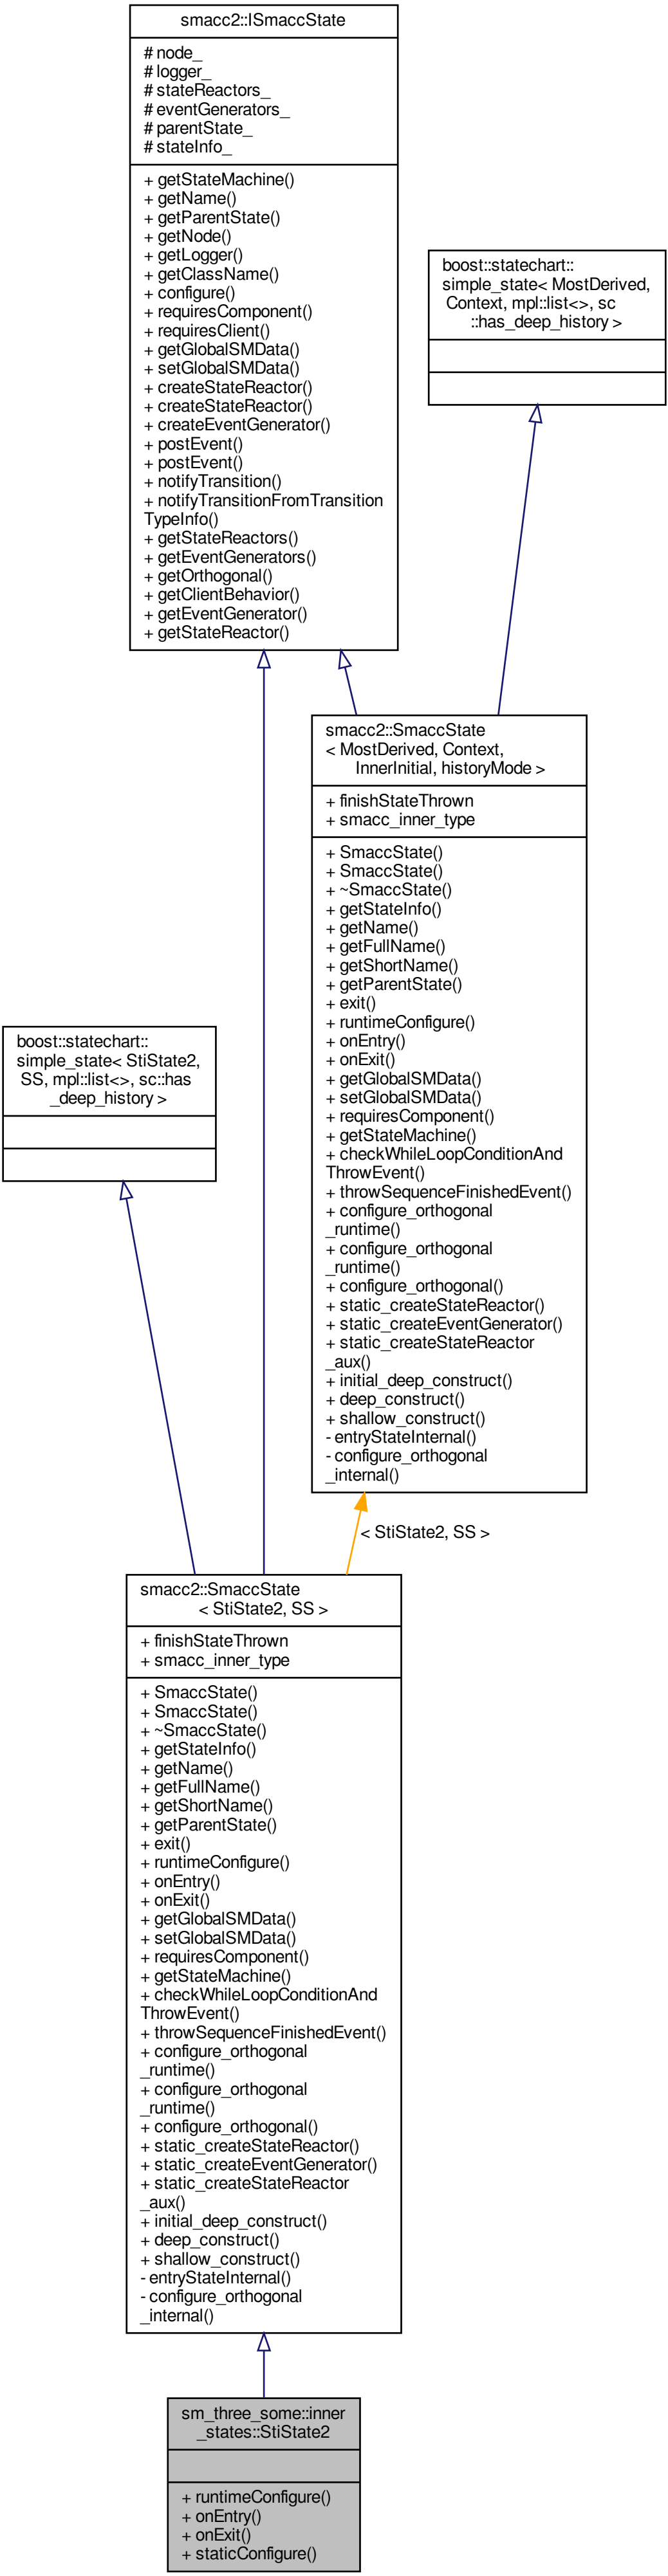 smacc2::ISmaccState
# node_
# logger_
# stateReactors_
# eventGenerators_
# parentState_
# stateInfo_
+ getStateMachine()
+ getName()
+ getParentState()
+ getNode()
+ getLogger()
+ getClassName()
+ configure()
+ requiresComponent()
+ requiresClient()
+ getGlobalSMData()
+ setGlobalSMData()
+ createStateReactor()
+ createStateReactor()
+ createEventGenerator()
+ postEvent()
+ postEvent()
+ notifyTransition()
+ notifyTransitionFromTransition
TypeInfo()
+ getStateReactors()
+ getEventGenerators()
+ getOrthogonal()
+ getClientBehavior()
+ getEventGenerator()
+ getStateReactor()
boost::statechart::
simple_state< MostDerived,
Context, mpl::list<>, sc
::has_deep_history >
smacc2::SmaccState
< MostDerived, Context,
InnerInitial, historyMode >
+ finishStateThrown
+ smacc_inner_type
+ SmaccState()
+ SmaccState()
+ ~SmaccState()
+ getStateInfo()
+ getName()
+ getFullName()
+ getShortName()
+ getParentState()
+ exit()
+ runtimeConfigure()
+ onEntry()
+ onExit()
+ getGlobalSMData()
+ setGlobalSMData()
+ requiresComponent()
+ getStateMachine()
+ checkWhileLoopConditionAnd
ThrowEvent()
+ throwSequenceFinishedEvent()
+ configure_orthogonal
_runtime()
+ configure_orthogonal
_runtime()
+ configure_orthogonal()
+ static_createStateReactor()
+ static_createEventGenerator()
+ static_createStateReactor
_aux()
+ initial_deep_construct()
+ deep_construct()
+ shallow_construct()
- entryStateInternal()
- configure_orthogonal
_internal()
boost::statechart::
simple_state< StiState2,
SS, mpl::list<>, sc::has
_deep_history >
< StiState2, SS >
smacc2::SmaccState
< StiState2, SS >
+ finishStateThrown
+ smacc_inner_type
+ SmaccState()
+ SmaccState()
+ ~SmaccState()
+ getStateInfo()
+ getName()
+ getFullName()
+ getShortName()
+ getParentState()
+ exit()
+ runtimeConfigure()
+ onEntry()
+ onExit()
+ getGlobalSMData()
+ setGlobalSMData()
+ requiresComponent()
+ getStateMachine()
+ checkWhileLoopConditionAnd
ThrowEvent()
+ throwSequenceFinishedEvent()
+ configure_orthogonal
_runtime()
+ configure_orthogonal
_runtime()
+ configure_orthogonal()
+ static_createStateReactor()
+ static_createEventGenerator()
+ static_createStateReactor
_aux()
+ initial_deep_construct()
+ deep_construct()
+ shallow_construct()
- entryStateInternal()
- configure_orthogonal
_internal()
sm_three_some::inner
_states::StiState2
+ runtimeConfigure()
+ onEntry()
+ onExit()
+ staticConfigure()